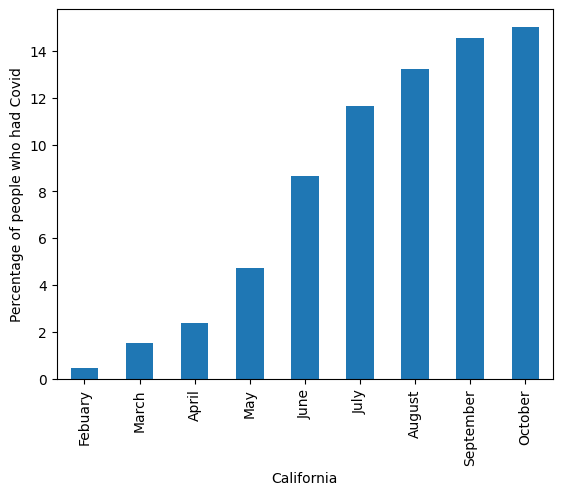 Percentage of people who had Covid
14
12
10
8
6
4
2
0
Febuary
March
April
May
June
July
August
September
October
California